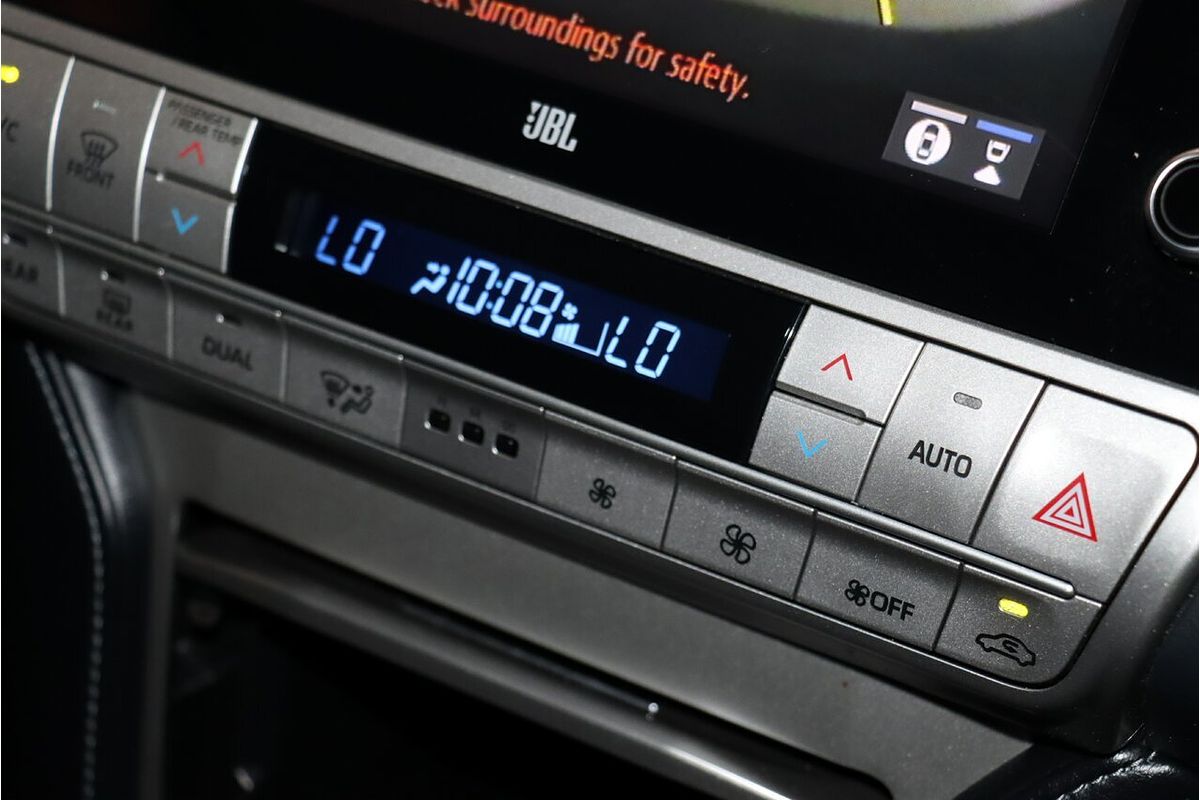 surroundings for safety.
JBL
PASSENGER
/REAR TEMP
FRONT
LO 10:08 LO
AUTO
REAR
DUAL
OFF